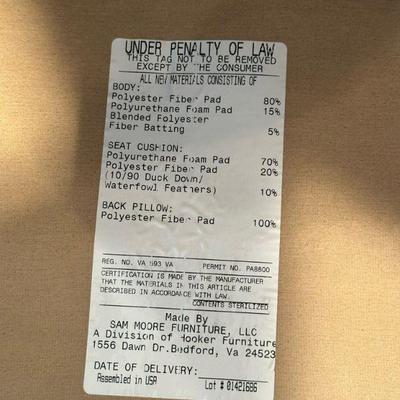 UNDER PENALTY OF LAW
THIS TAG NOT TO BE REMOVED
EXCEPT BY THE CONSUMER
ALL NEW MATERIALS CONSISTING OF
BODY:
Polyester Fiber Pad 80%
Polyurethane Foam Pad 15%
Blended Polyester
Fiber Batting 5%
SEAT CUSHION:
Polyurethane Foam Pad 70%
Polyester Fiber Pad 20%
(10/90 Duck Down/
Waterfowl Feathers) 10%
BACK PILLOW:
Polyester Fiber Pad 100%
REG. NO. VA 593 VA PERMIT NO. PA8800
CERTIFICATION IS MADE BY THE MANUFACTURER
THAT THE MATERIALS IN THIS ARTICLE ARE
DESCRIBED IN ACCORDANCE WITH LAW.
CONTENTS STERILIZED
Made By
SAM MOORE FURNITURE, LLC
A Division of Hooker Furniture
1556 Dawn Dr.Bedford, Va 24523
DATE OF DELIVERY:
Assembled in USA Lot # 01421686